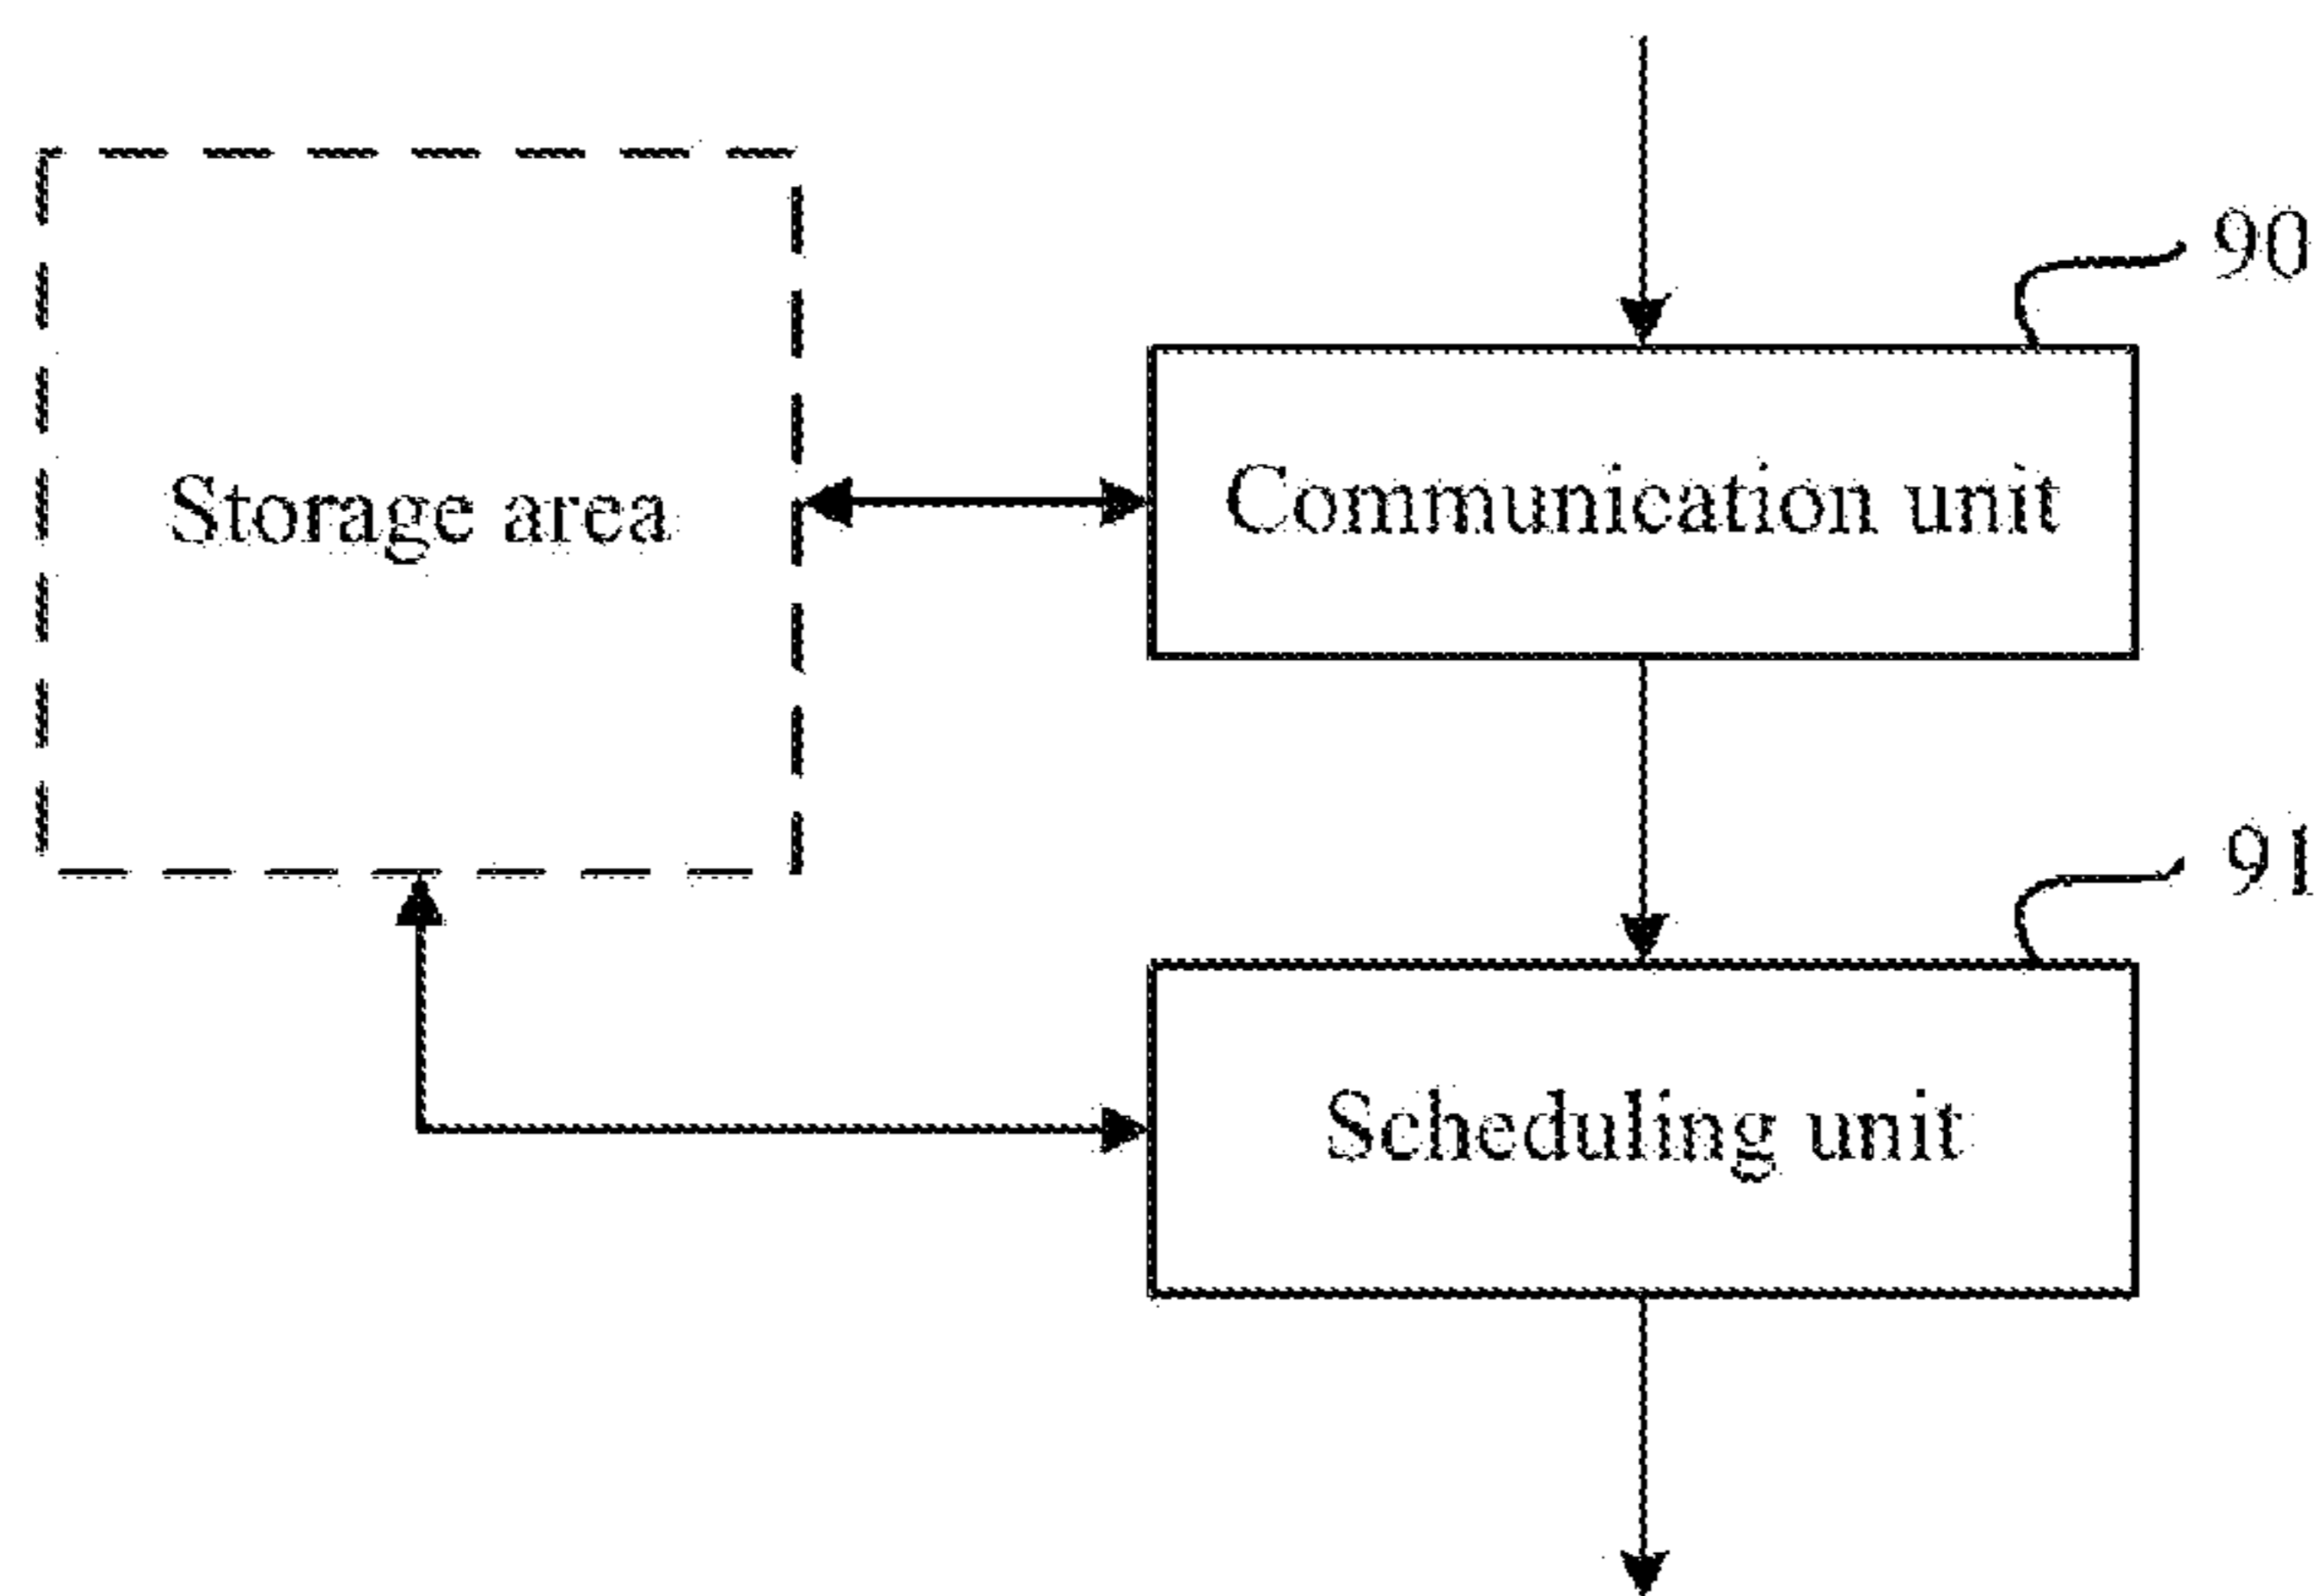 90
Storage area
Communication unit
91
Scheduling unit